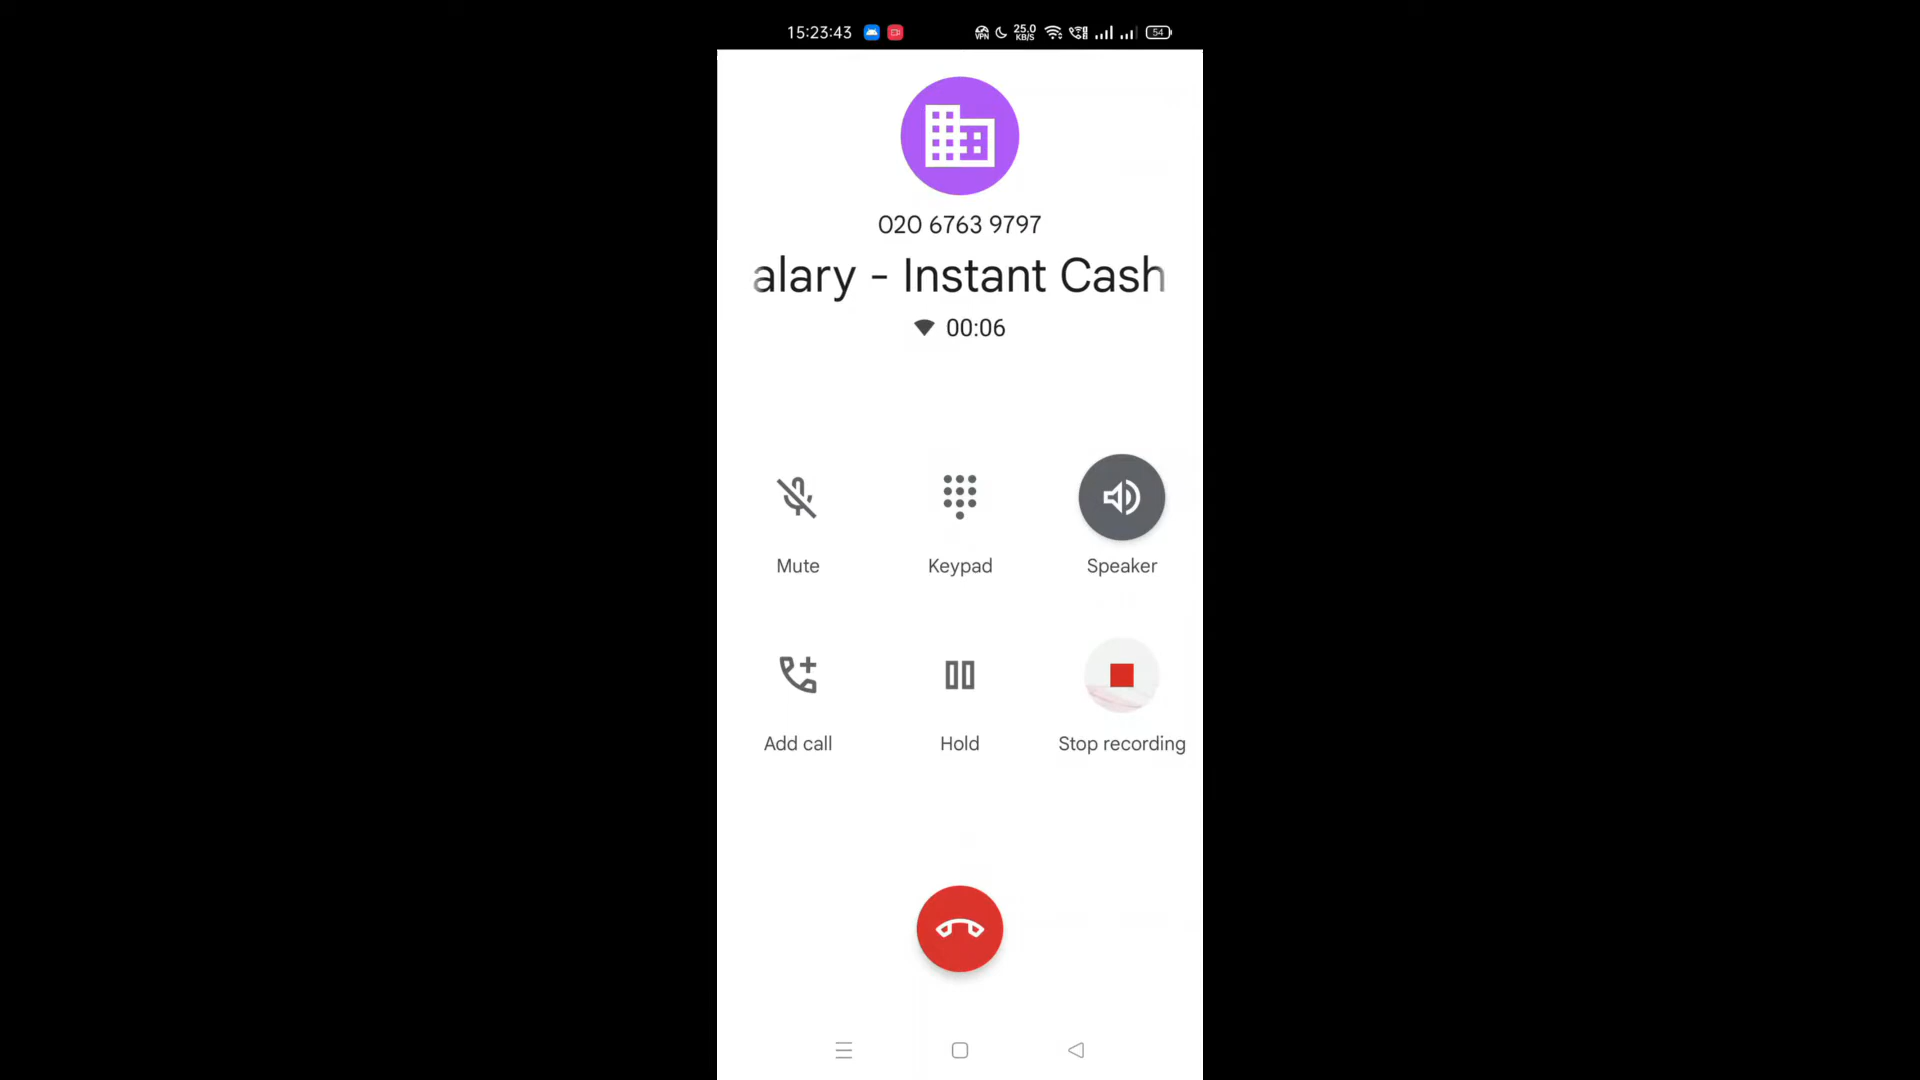 15:23:43 VPN 25.0 KB/S 54
020 6763 9797
alary - Instant Cash
00:06
Mute Keypad Speaker
Add call Hold Stop recording